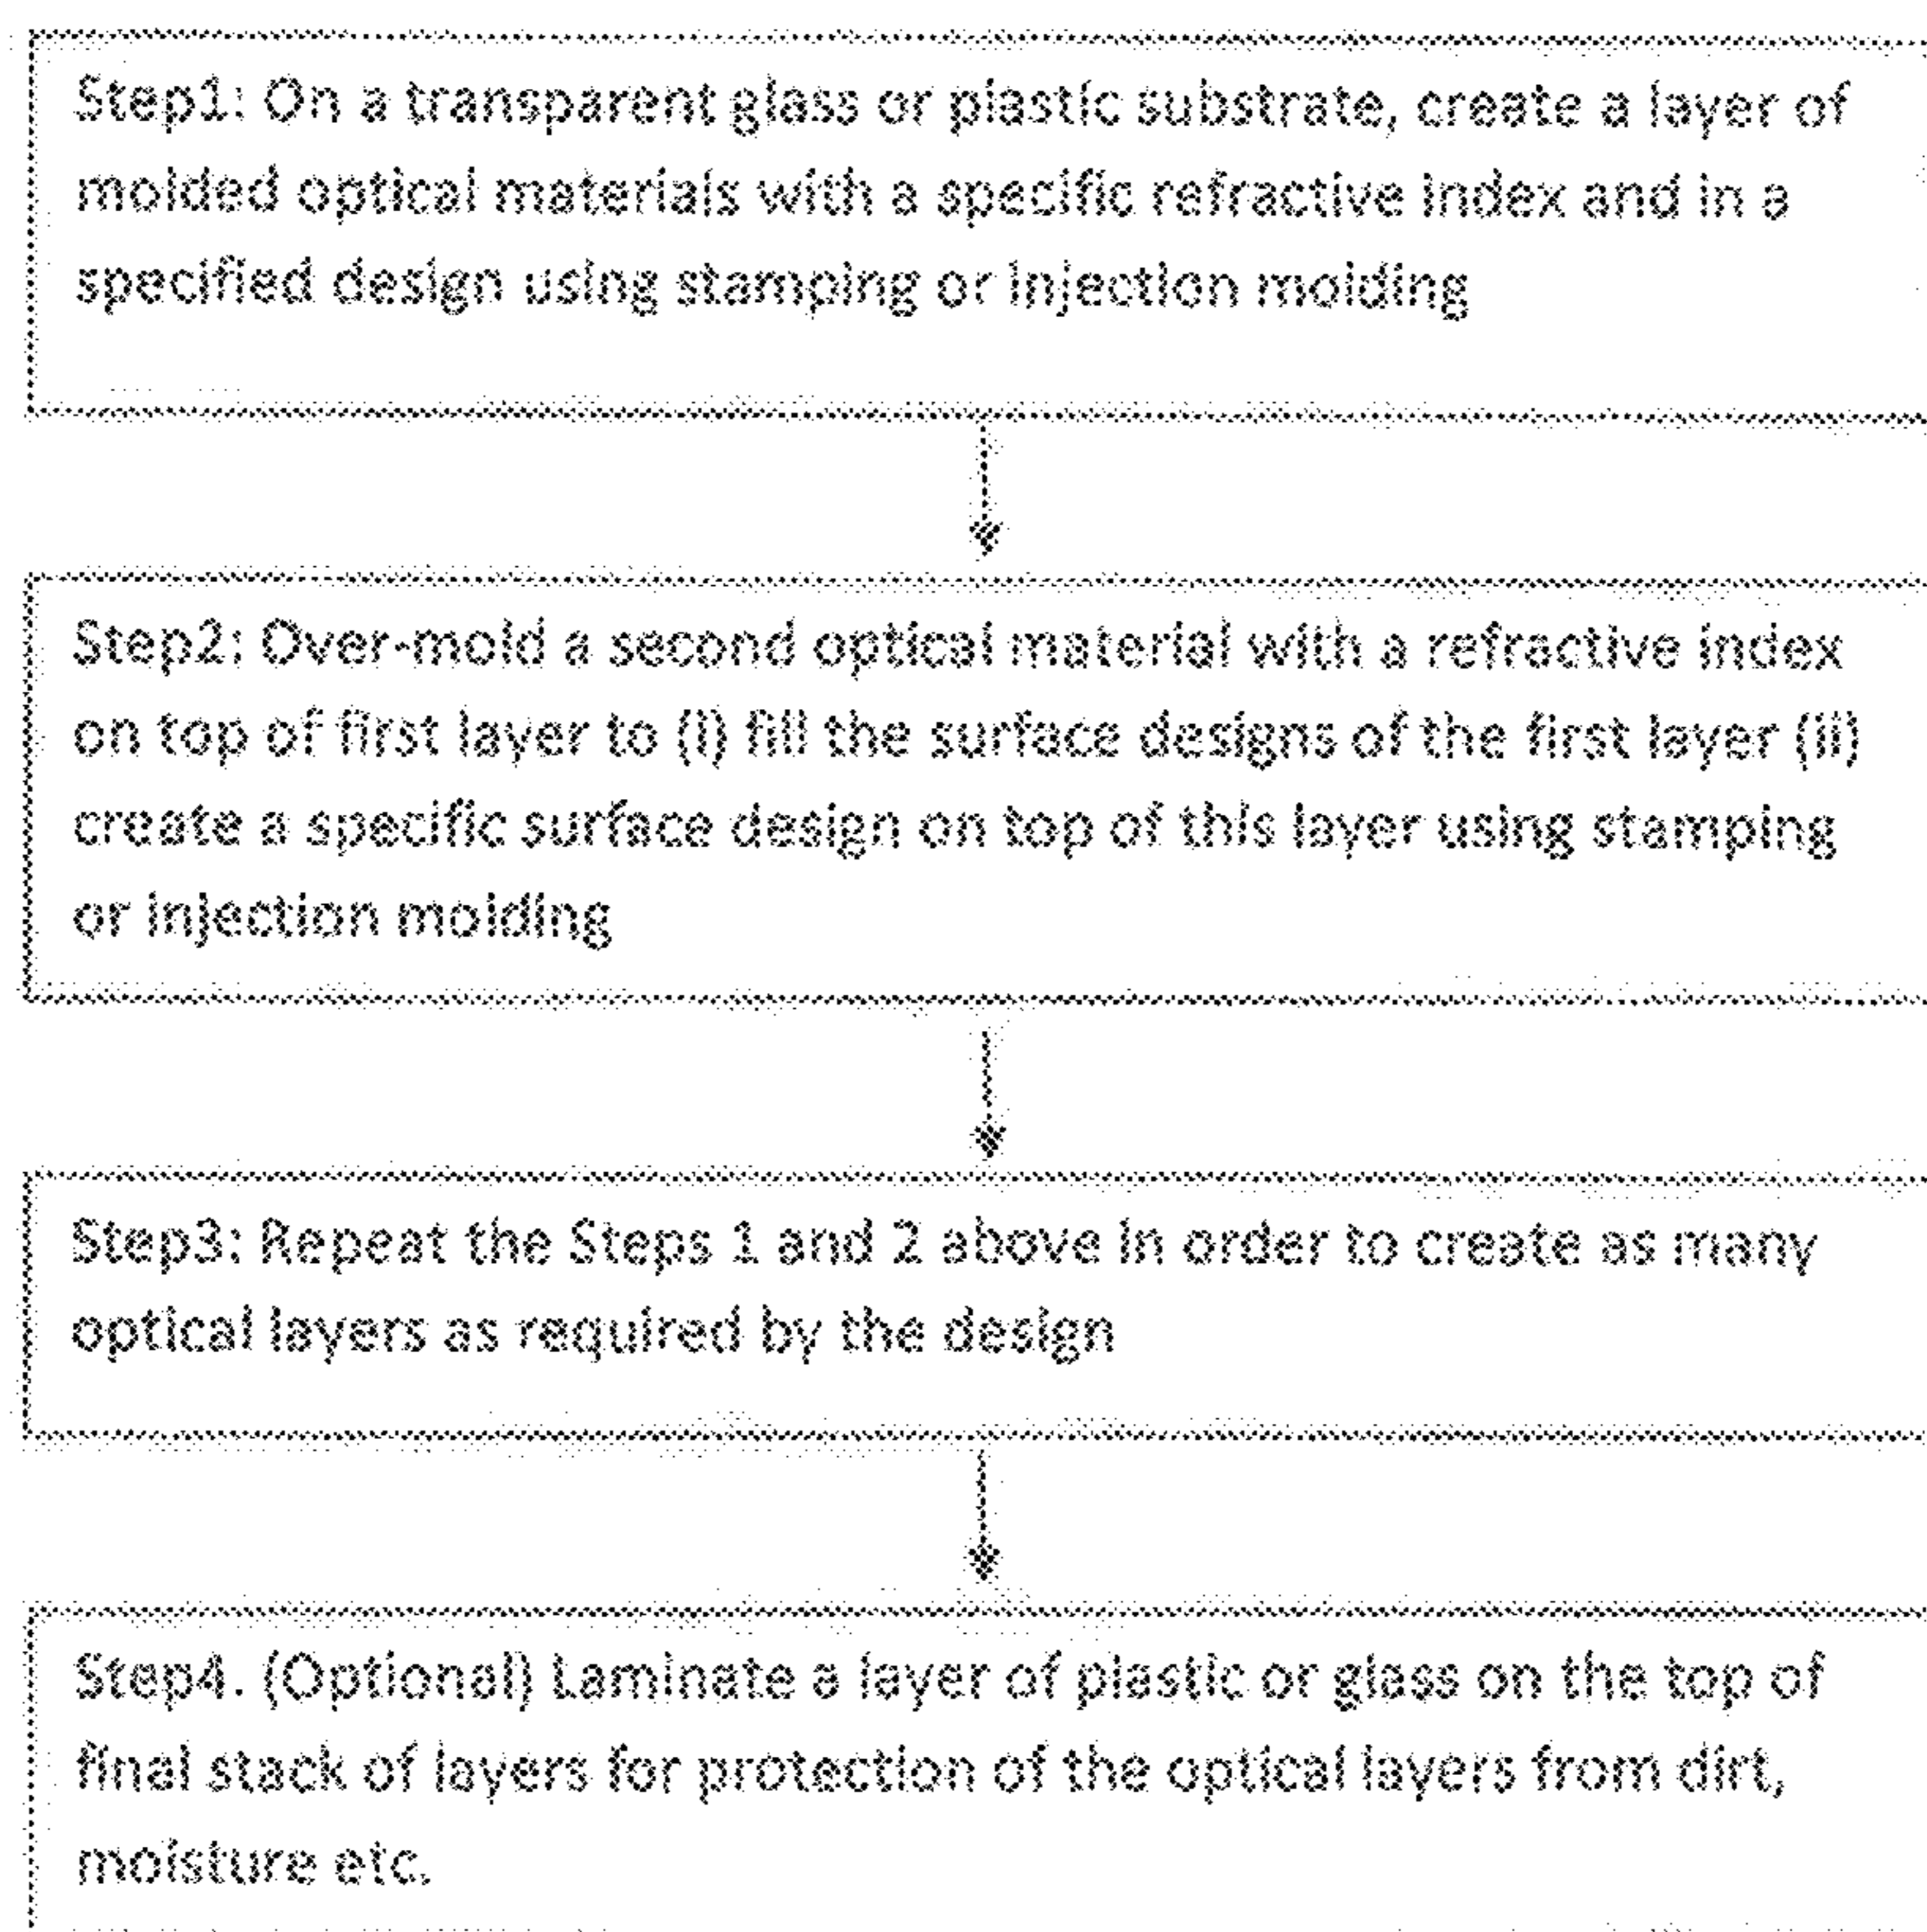 Step1: On a transparent glass or plastic substrate, create a layer of
molded optical materials with a specific refractive index and in a
specified design using stamping or injection molding
Step2: Over-mold a second optical material with a refractive index
on top of first layer to (i) fill the surface designs of the first layer (ii)
create a specific surface design on top of this layer using stamping
or injection molding
Step3: Repeat the Steps 1 and 2 above in order to create as many
optical layers as required by the design
Step4. (Optional) Laminate a layer of plastic or glass on the top of
final stack of layers for protection of the optical layers from dirt,
moisture etc.